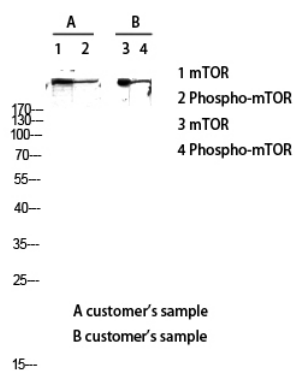 A B
1 2 3 4
1 mTOR
2 Phospho-mTOR
3 mTOR
4 Phospho-mTOR
170---
130---
100---
70---
55---
40---
35---
25---
15---
A customer's sample
B customer's sample